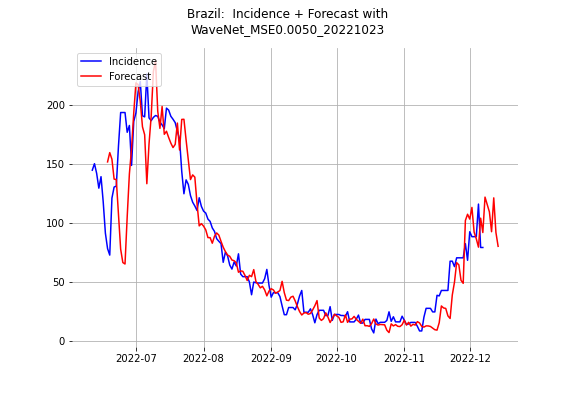 Brazil:  Incidence + Forecast with
WaveNet_MSE0.0050_20221023
Incidence
Forecast
200
150
100
50
0
2022-07
2022-08
2022-09
2022-10
2022-11
2022-12